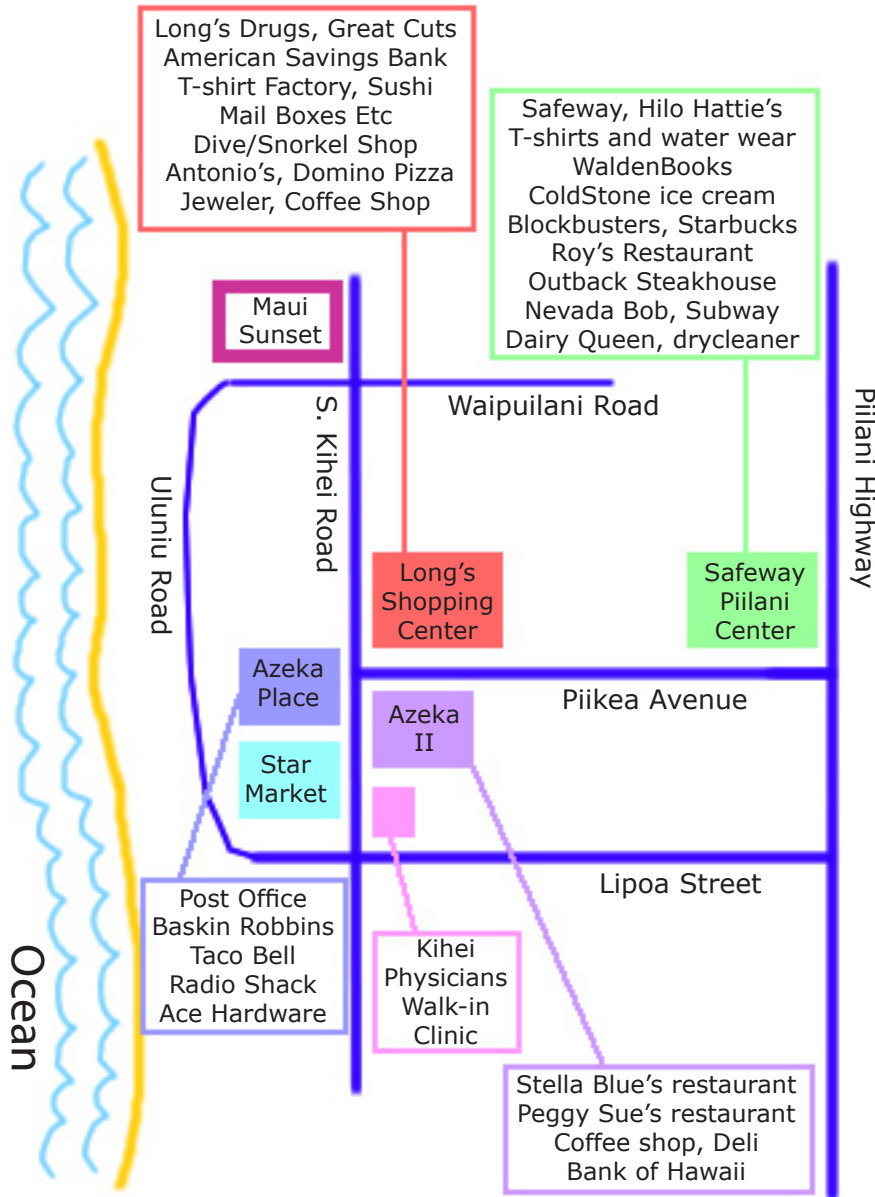 Long's Drugs, Great Cuts
American Savings Bank
T-shirt Factory, Sushi
Mail Boxes Etc
Dive/Snorkel Shop
Antonio's, Domino Pizza
Jeweler, Coffee Shop
Safeway, Hilo Hattie's
T-shirts and water wear
WaldenBooks
ColdStone ice cream
Blockbusters, Starbucks
Roy's Restaurant
Outback Steakhouse
Nevada Bob, Subway
Dairy Queen, drycleaner
Maui
Sunset
S. Kihei Road
Waipuilani Road
Piilani Highway
Uluniu Road
Long's
Shopping
Center
Safeway
Piilani
Center
Azeka
Place
Piikea Avenue
Azeka
II
Star
Market
Lipoa Street
Post Office
Baskin Robbins
Taco Bell
Radio Shack
Ace Hardware
Kihei
Physicians
Walk-in
Clinic
Ocean
Stella Blue's restaurant
Peggy Sue's restaurant
Coffee shop, Deli
Bank of Hawaii